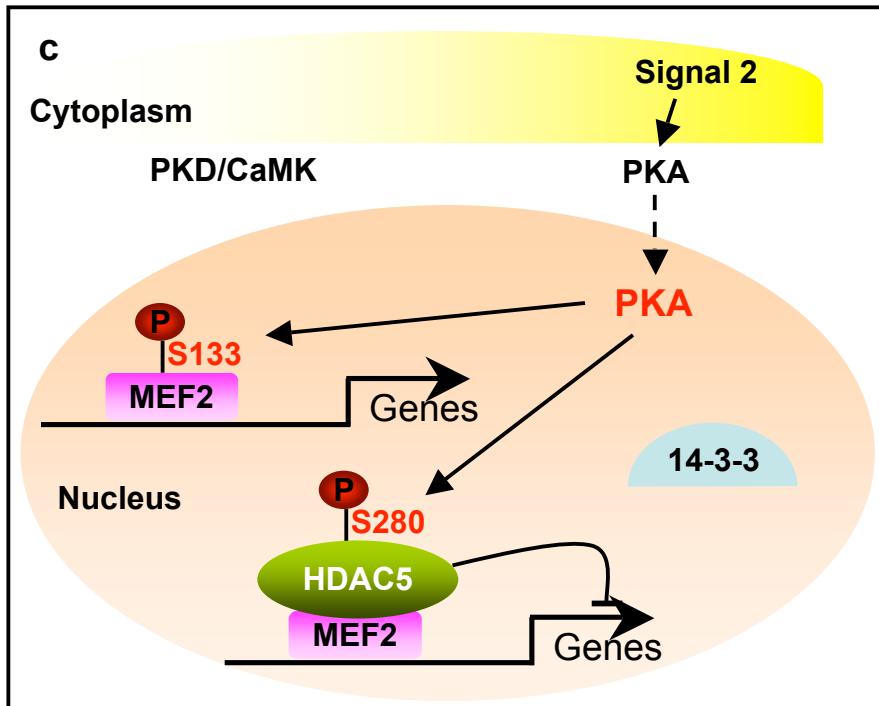 c
Signal 2
Cytoplasm
PKD/CaMK
PKA
PKA
P
S133
MEF2
Genes
14-3-3
Nucleus
P
S280
HDAC5
MEF2
Genes